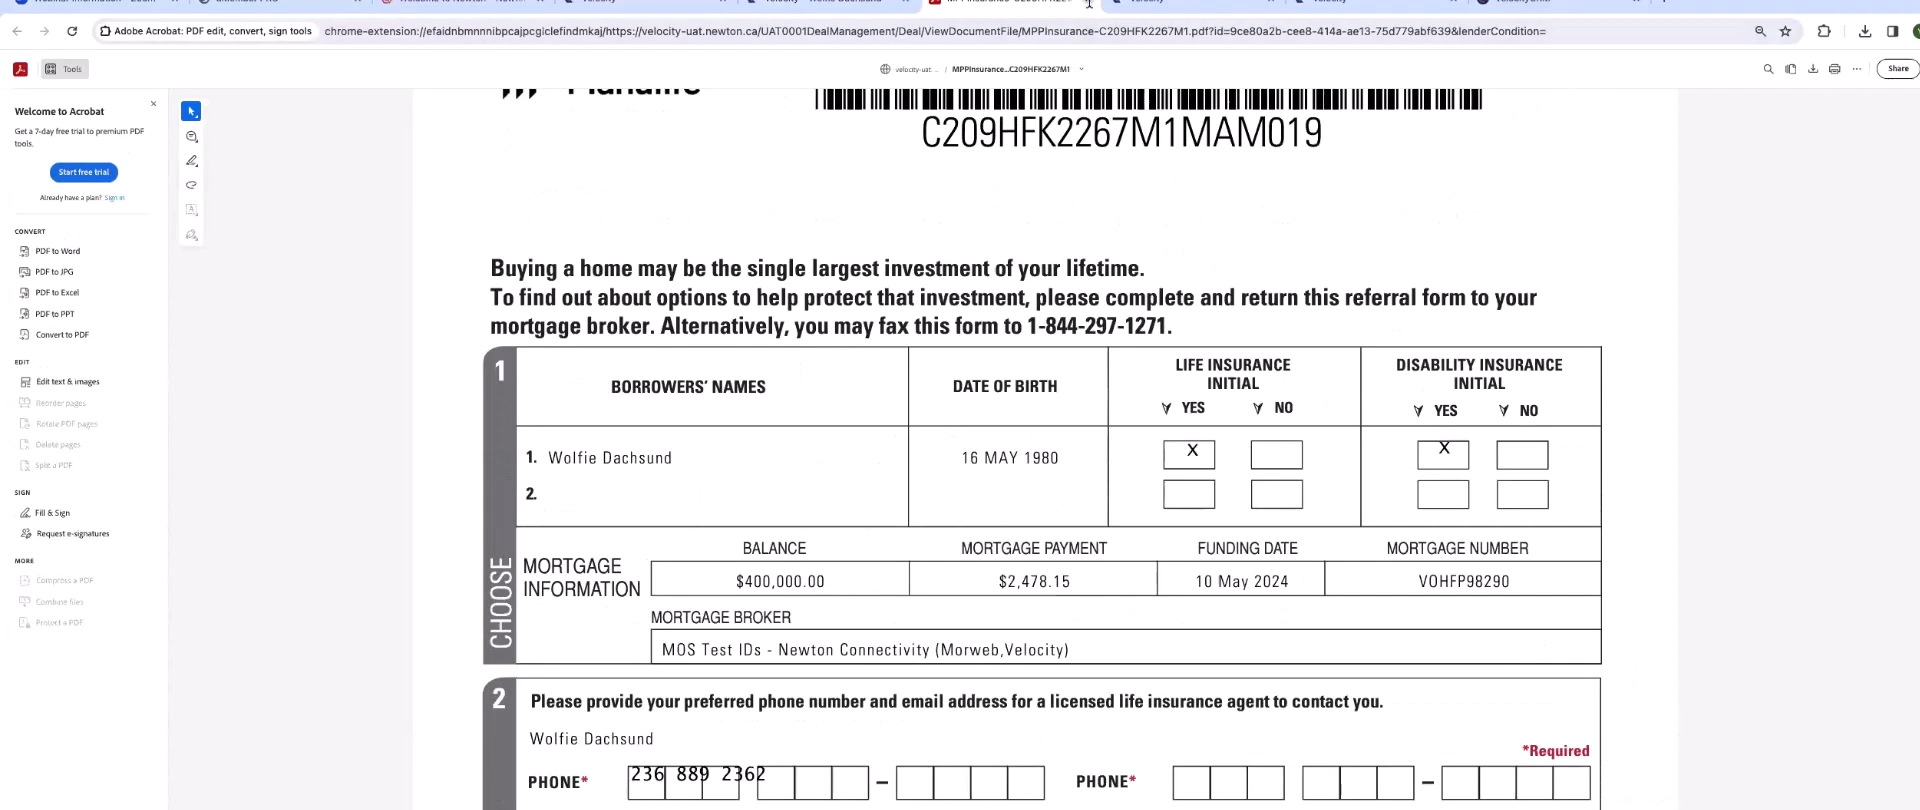 Adobe Acrobat: PDF edit, convert, sign tools
chrome-extension://efaidnbmnnnibpcajpcglclefindmkaj/https://velocity-uat.newton.ca/UAT0001DealManagement/Deal/ViewDocumentFile/MPPInsurance-C209HFK2267M1.pdf?id=9ce80a2b-cee8-414a-ae13-75d779abf639&lenderCondition=
Tools
velocity-uat. ... / MPPInsurance...C209HFK2267M1
Share
Welcome to Acrobat
Get a 7-day free trial to premium PDF
tools.
Start free trial
Already have a plan? Sign in
CONVERT
PDF to Word
PDF to JPG
PDF to Excel
PDF to PPT
Convert to PDF
EDIT
Edit text & images
Reorder pages
Rotate PDF pages
Delete pages
Split a PDF
SIGN
Fill & Sign
Request e-signatures
MORE
Compress a PDF
Combine files
Protect a PDF
Manulife
C209HFK2267M1MAM019
Buying a home may be the single largest investment of your lifetime.
To find out about options to help protect that investment, please complete and return this referral form to your
mortgage broker. Alternatively, you may fax this form to 1-844-297-1271.
1
CHOOSE
BORROWERS' NAMES
DATE OF BIRTH
LIFE INSURANCE
INITIAL
YES NO
DISABILITY INSURANCE
INITIAL
YES NO
1. Wolfie Dachsund 16 MAY 1980 X X
2.
MORTGAGE
INFORMATION
BALANCE MORTGAGE PAYMENT FUNDING DATE MORTGAGE NUMBER
$400,000.00 $2,478.15 10 May 2024 VOHFP98290
MORTGAGE BROKER
MOS Test IDs - Newton Connectivity (Morweb,Velocity)
2
Please provide your preferred phone number and email address for a licensed life insurance agent to contact you.
Wolfie Dachsund
*Required
PHONE* 236 889 2362 – PHONE* –